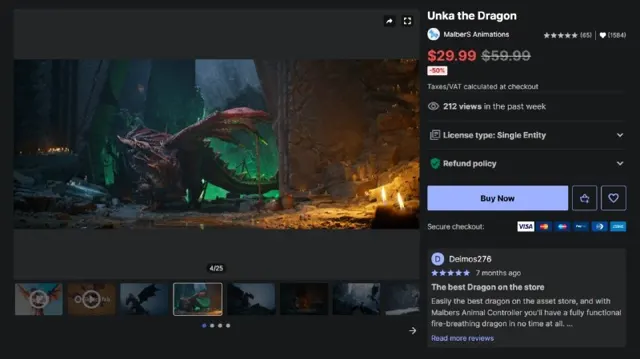 Unka the Dragon
MalberS Animations
(65) | (1584)
$29.99 $59.99
-50%
Taxes/VAT calculated at checkout
212 views in the past week
License type: Single Entity
Refund policy
Buy Now
Secure checkout:
VISA
4/25
D Deimos276
7 months ago
The best Dragon on the store
Easily the best dragon on the asset store, and with
Malbers Animal Controller you'll have a fully functional
fire-breathing dragon in no time at all. ...
Read more reviews